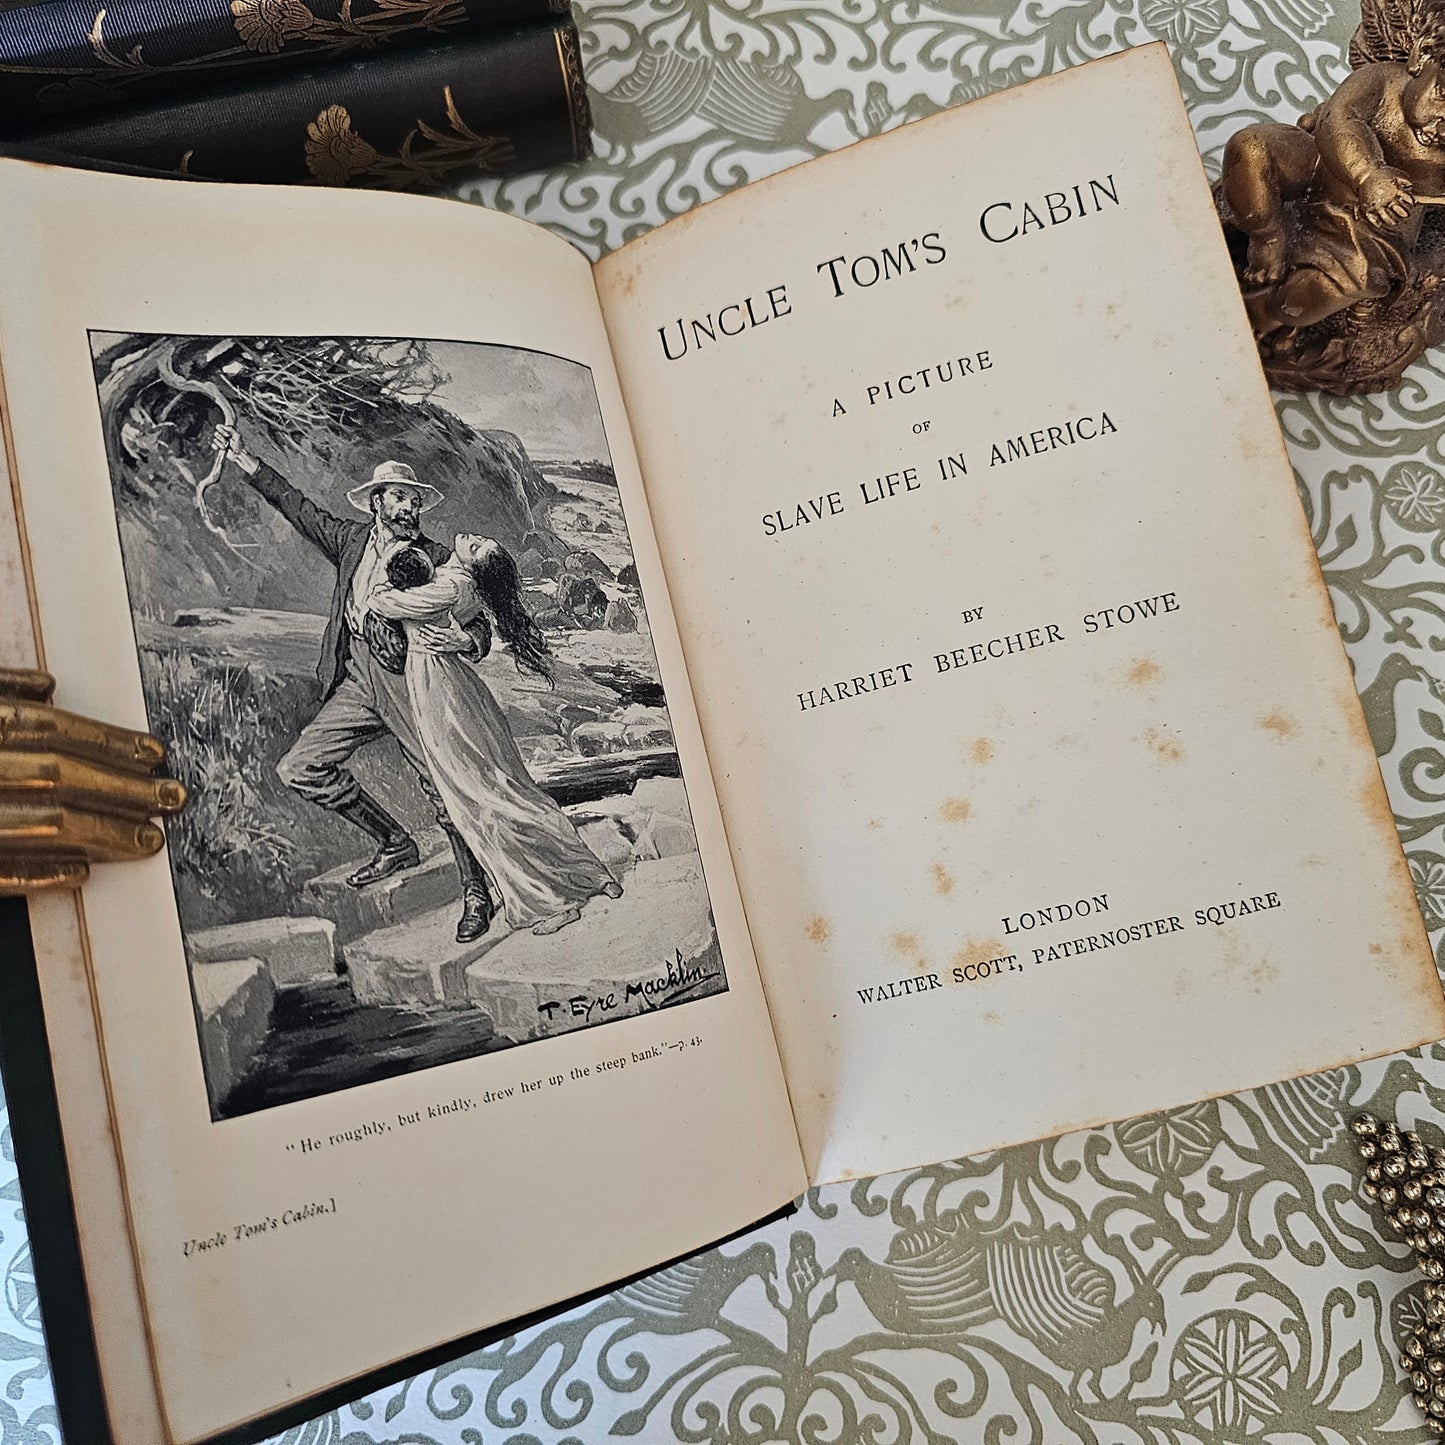 T. Eyre Macklin.
"He roughly, but kindly, drew her up the steep bank."—p. 43.
Uncle Tom's Cabin.]
UNCLE TOM'S CABIN
A PICTURE
OF
SLAVE LIFE IN AMERICA
BY
HARRIET BEECHER STOWE
LONDON
WALTER SCOTT, PATERNOSTER SQUARE